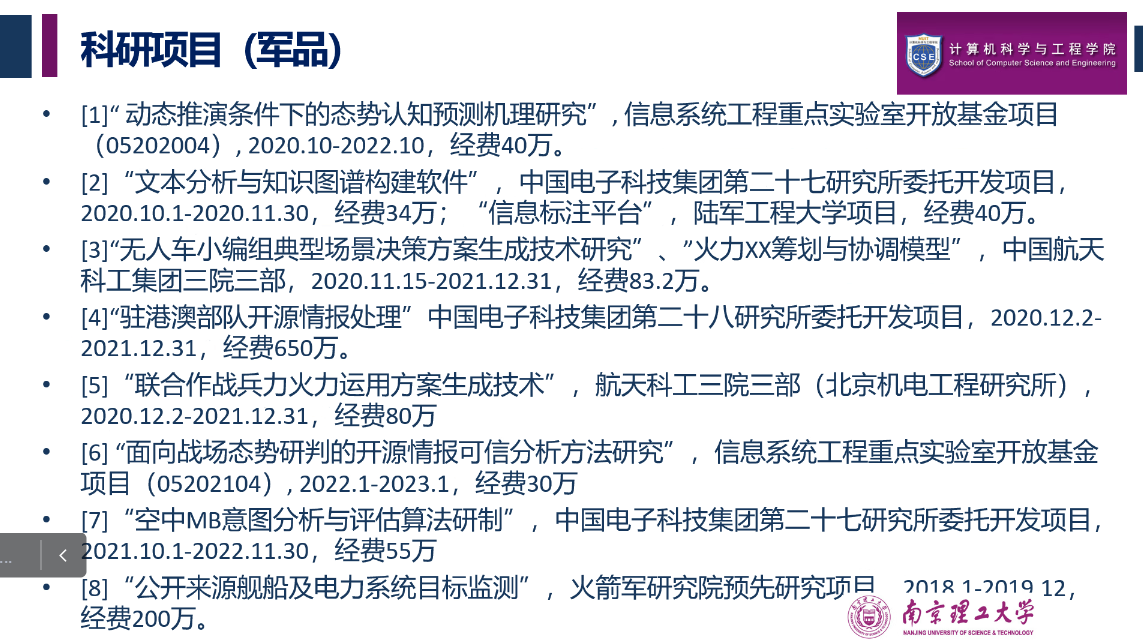 科研项目（军品）
计算机科学与工程学院
School of Computer Science and Engineering
CSE
• [1]“ 动态推演条件下的态势认知预测机理研究”, 信息系统工程重点实验室开放基金项目
（05202004）, 2020.10-2022.10，经费40万。
• [2] “文本分析与知识图谱构建软件”，中国电子科技集团第二十七研究所委托开发项目，
2020.10.1-2020.11.30，经费34万； “信息标注平台”，陆军工程大学项目，经费40万。
• [3]“无人车小编组典型场景决策方案生成技术研究”、”火力XX筹划与协调模型”，中国航天
科工集团三院三部，2020.11.15-2021.12.31，经费83.2万。
• [4]“驻港澳部队开源情报处理” 中国电子科技集团第二十八研究所委托开发项目，2020.12.2-
2021.12.31，经费650万。
• [5] “联合作战兵力火力运用方案生成技术”，航天科工三院三部（北京机电工程研究所），
2020.12.2-2021.12.31，经费80万
• [6] “面向战场态势研判的开源情报可信分析方法研究”，信息系统工程重点实验室开放基金
项目（05202104）, 2022.1-2023.1，经费30万
• [7] “空中MB意图分析与评估算法研制”，中国电子科技集团第二十七研究所委托开发项目，
2021.10.1-2022.11.30，经费55万
• [8] “公开来源舰船及电力系统目标监测”，火箭军研究院预先研究项目，2018.1-2019.12，
经费200万。
南京理工大学
NANJING UNIVERSITY OF SCIENCE & TECHNOLOGY